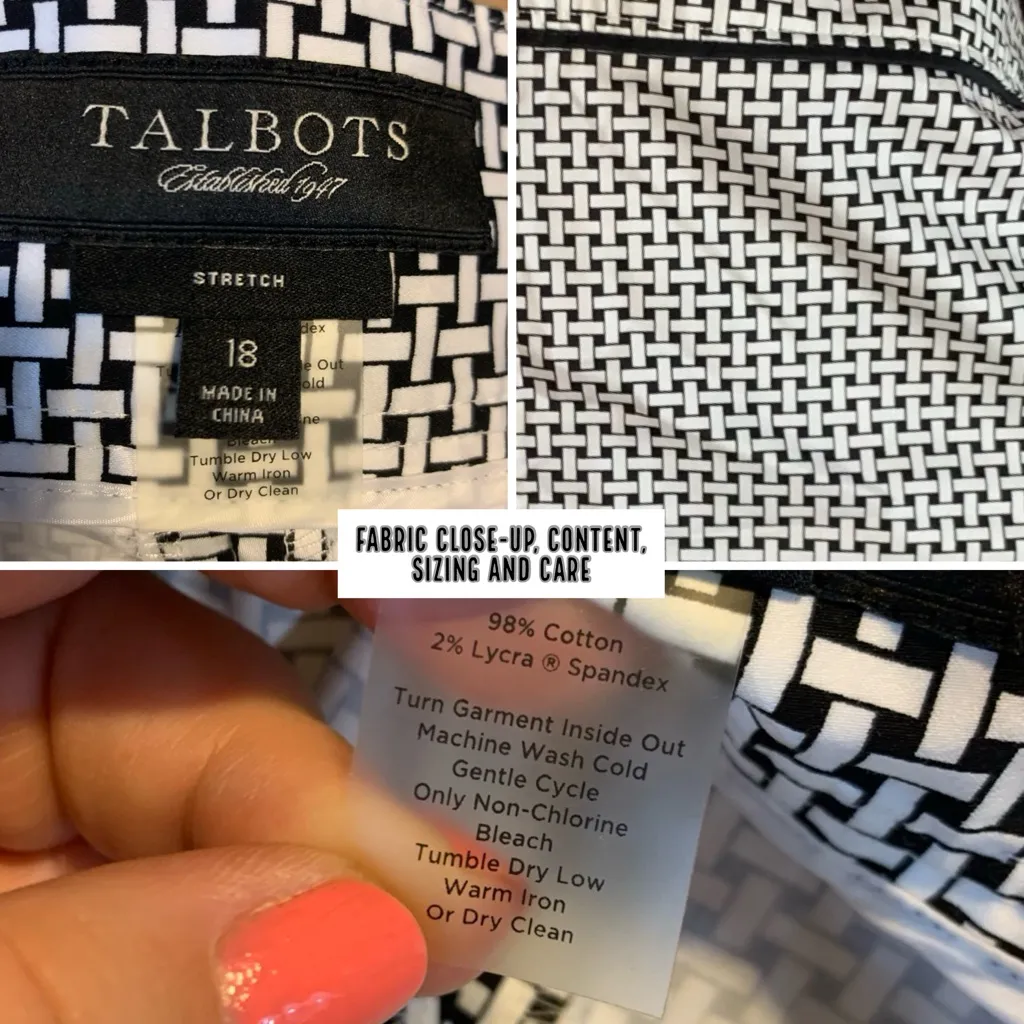 TALBOTS
Established 1947
STRETCH
18
MADE IN
CHINA
Tumble Dry Low
Warm Iron
Or Dry Clean
FABRIC CLOSE-UP, CONTENT,
SIZING AND CARE
98% Cotton
2% Lycra ® Spandex
Turn Garment Inside Out
Machine Wash Cold
Gentle Cycle
Only Non-Chlorine
Bleach
Tumble Dry Low
Warm Iron
Or Dry Clean